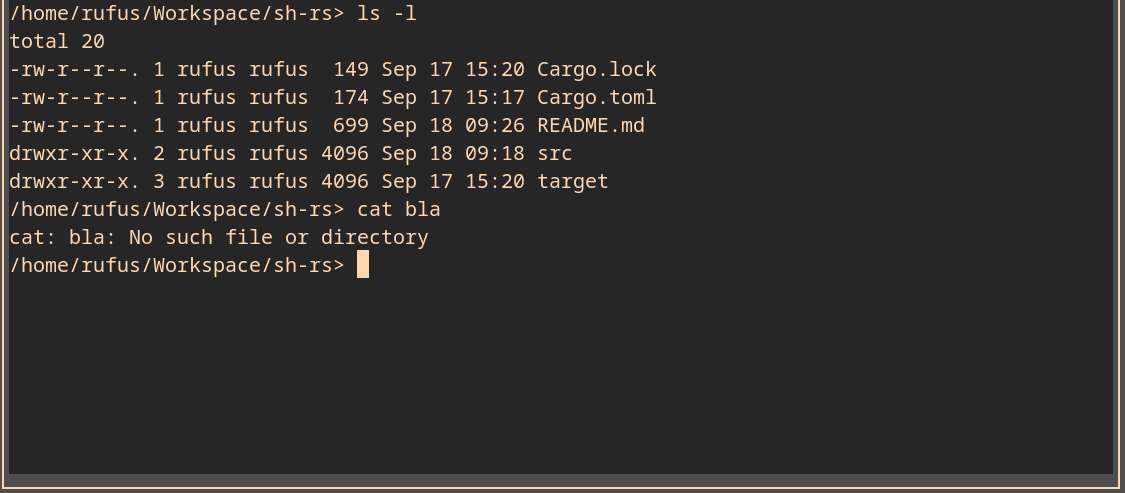 /home/rufus/Workspace/sh-rs> ls -l
total 20
-rw-r--r--. 1 rufus rufus  149 Sep 17 15:20 Cargo.lock
-rw-r--r--. 1 rufus rufus  174 Sep 17 15:17 Cargo.toml
-rw-r--r--. 1 rufus rufus  699 Sep 18 09:26 README.md
drwxr-xr-x. 2 rufus rufus 4096 Sep 18 09:18 src
drwxr-xr-x. 3 rufus rufus 4096 Sep 17 15:20 target
/home/rufus/Workspace/sh-rs> cat bla
cat: bla: No such file or directory
/home/rufus/Workspace/sh-rs>